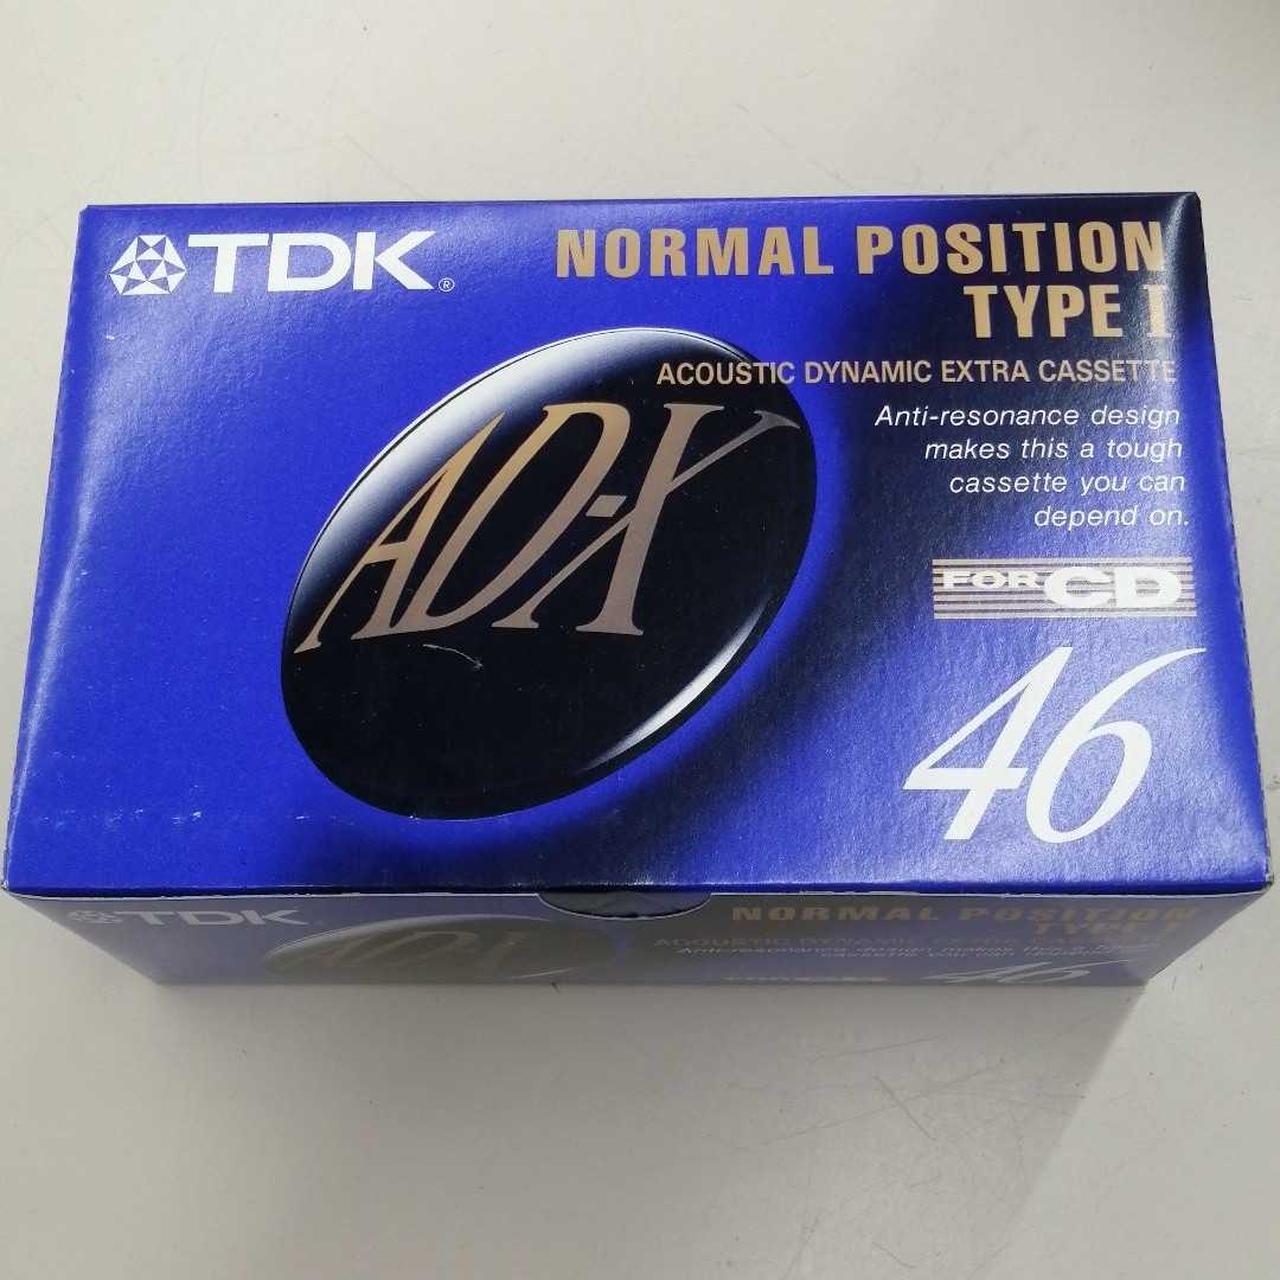 TDK®
NORMAL POSITION
TYPE I
ACOUSTIC DYNAMIC EXTRA CASSETTE
AD-X
Anti-resonance design
makes this a tough
cassette you can
depend on.
FOR CD
46
TDK
NORMAL POSITION
TYPE I
AD-X
46